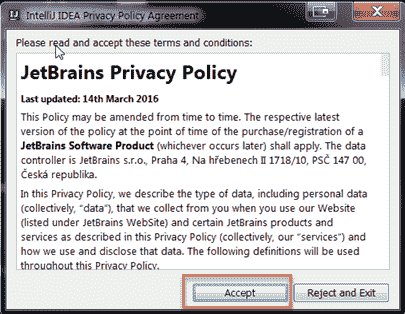 IntelliJ IDEA Privacy Policy Agreement
Please read and accept these terms and conditions:
JetBrains Privacy Policy
Last updated: 14th March 2016
This Policy may be amended from time to time. The respective latest
version of the policy at the point of time of the purchase/registration of a
JetBrains Software Product (whichever occurs later) shall apply. The data
controller is JetBrains s.r.o., Praha 4, Na hřebenech II 1718/10, PSČ 147 00,
Česká republika.
In this Privacy Policy, we describe the type of data, including personal data
(collectively, "data"), that we collect from you when you use our Website
(listed under JetBrains WebSite) and certain JetBrains products and
services as described in this Privacy Policy (collectively, our "services") and
how we use and disclose that data. The following definitions will be used
throughout this Privacy Policy.
Accept
Reject and Exit